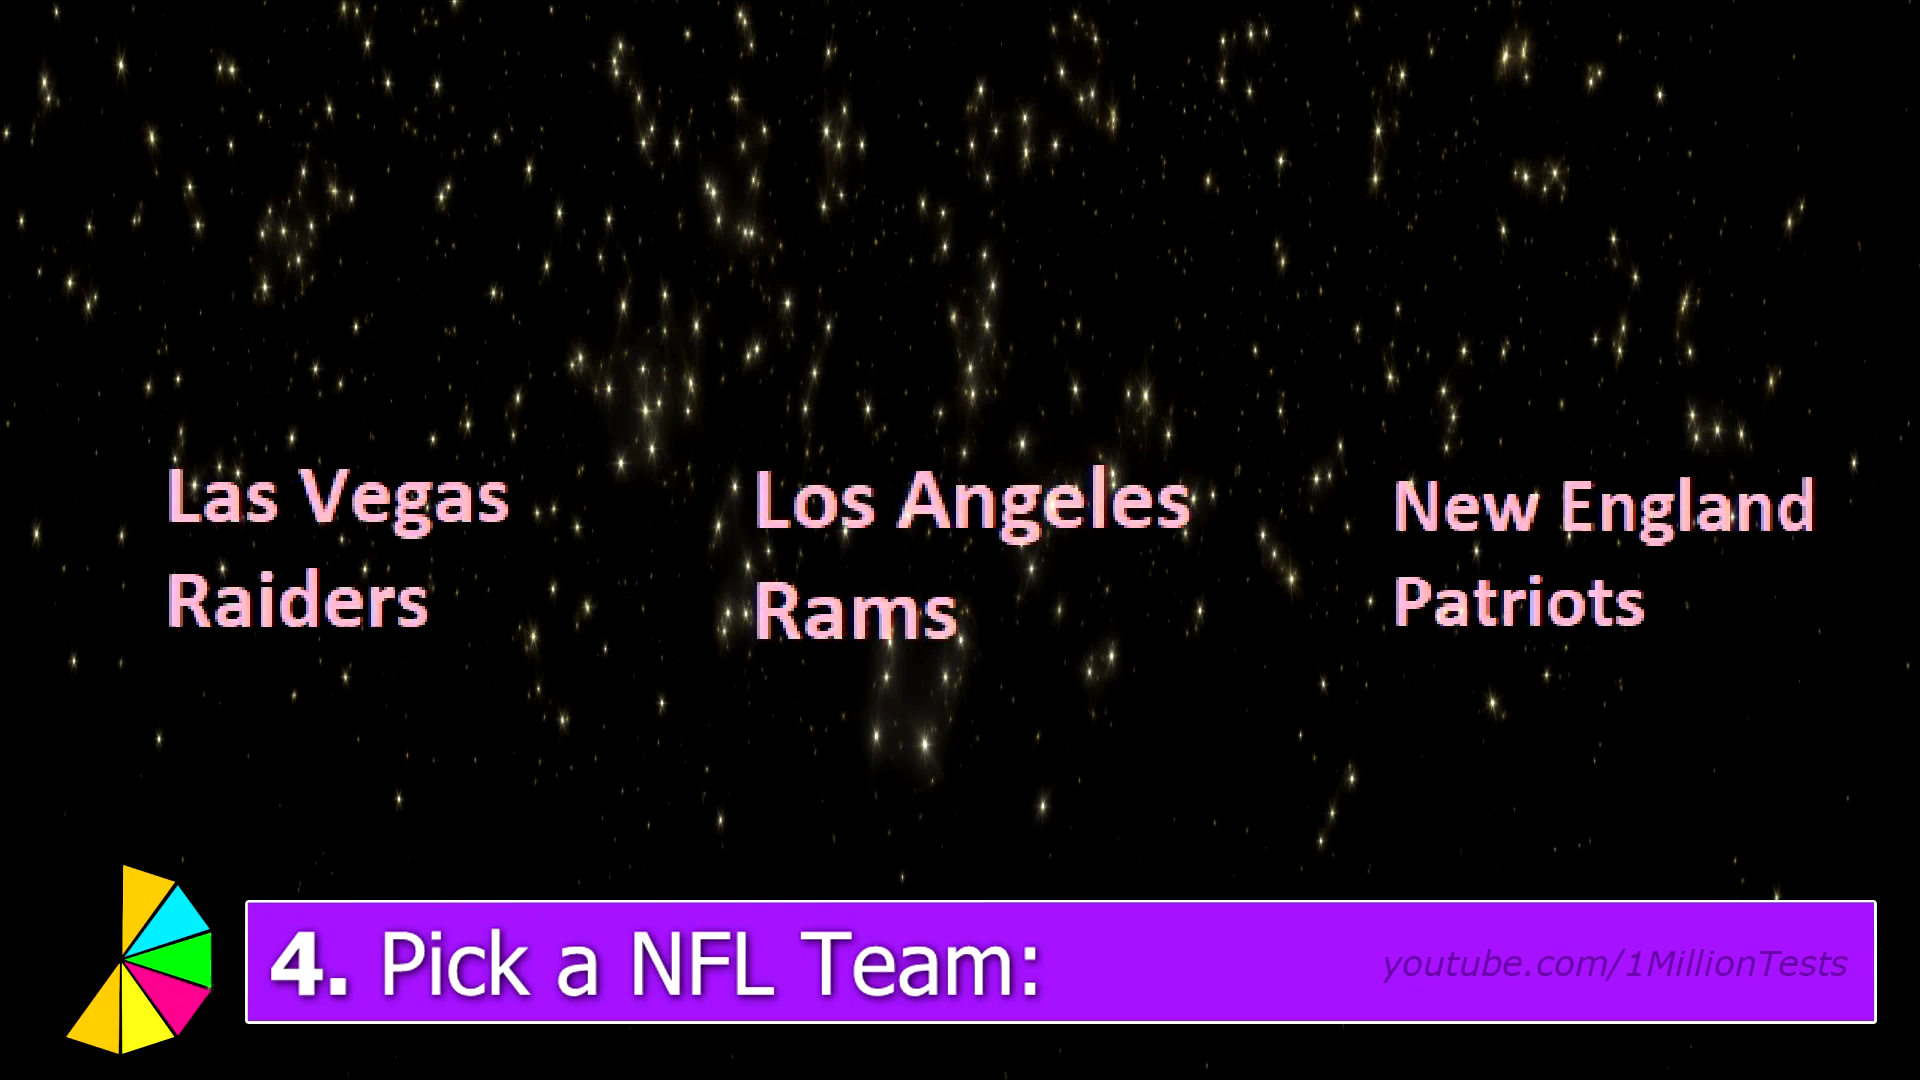 Las Vegas
Raiders
Los Angeles
Rams
New England
Patriots
4. Pick a NFL Team:
youtube.com/1MillionTests